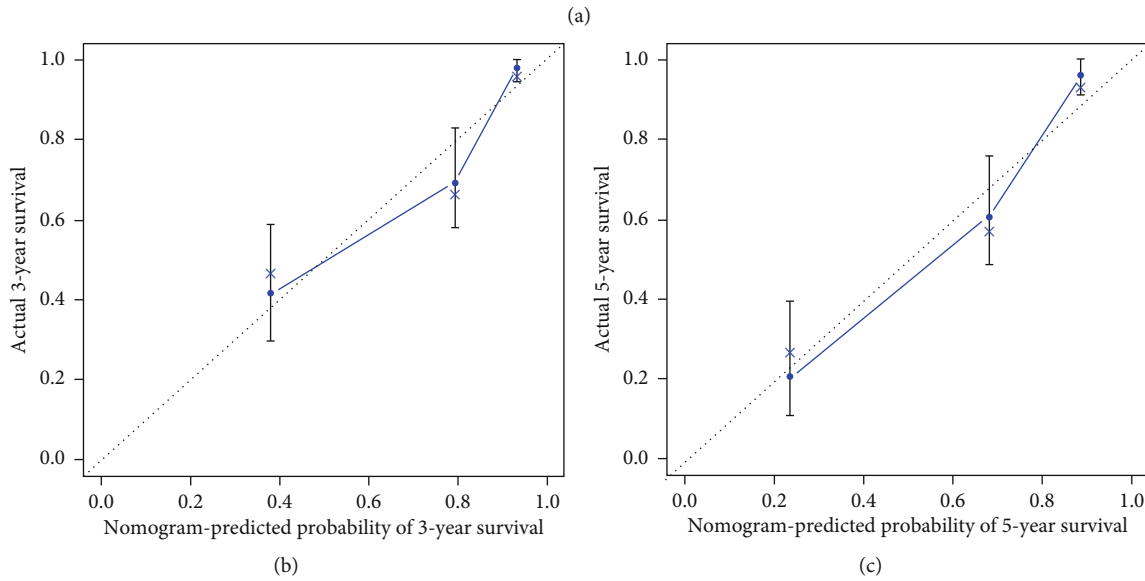 (a)
1.0
0.8
0.6
0.4
0.2
0.0
Actual 3-year survival
0.0 0.2 0.4 0.6 0.8 1.0
Nomogram-predicted probability of 3-year survival
(b)
1.0
0.8
0.6
0.4
0.2
0.0
Actual 5-year survival
0.0 0.2 0.4 0.6 0.8 1.0
Nomogram-predicted probability of 5-year survival
(c)